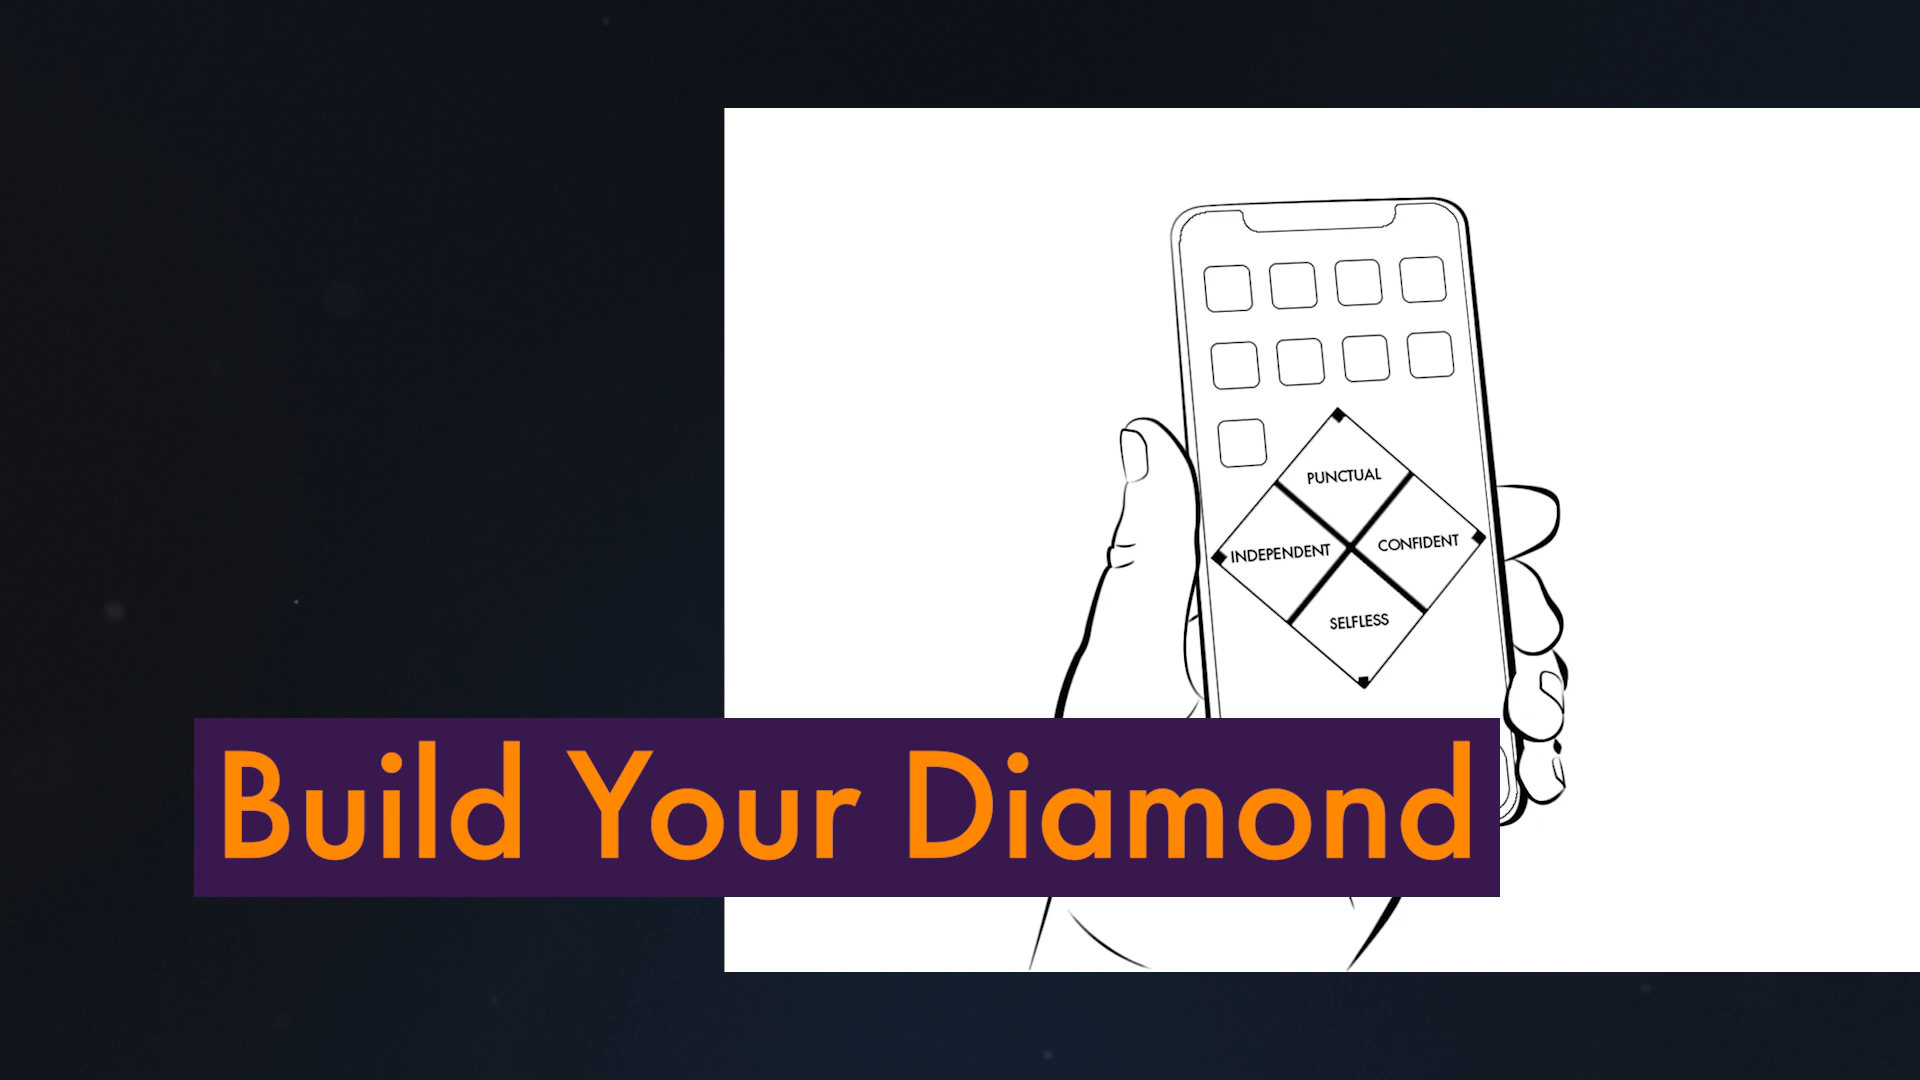 PUNCTUAL
INDEPENDENT
CONFIDENT
SELFLESS
Build Your Diamond